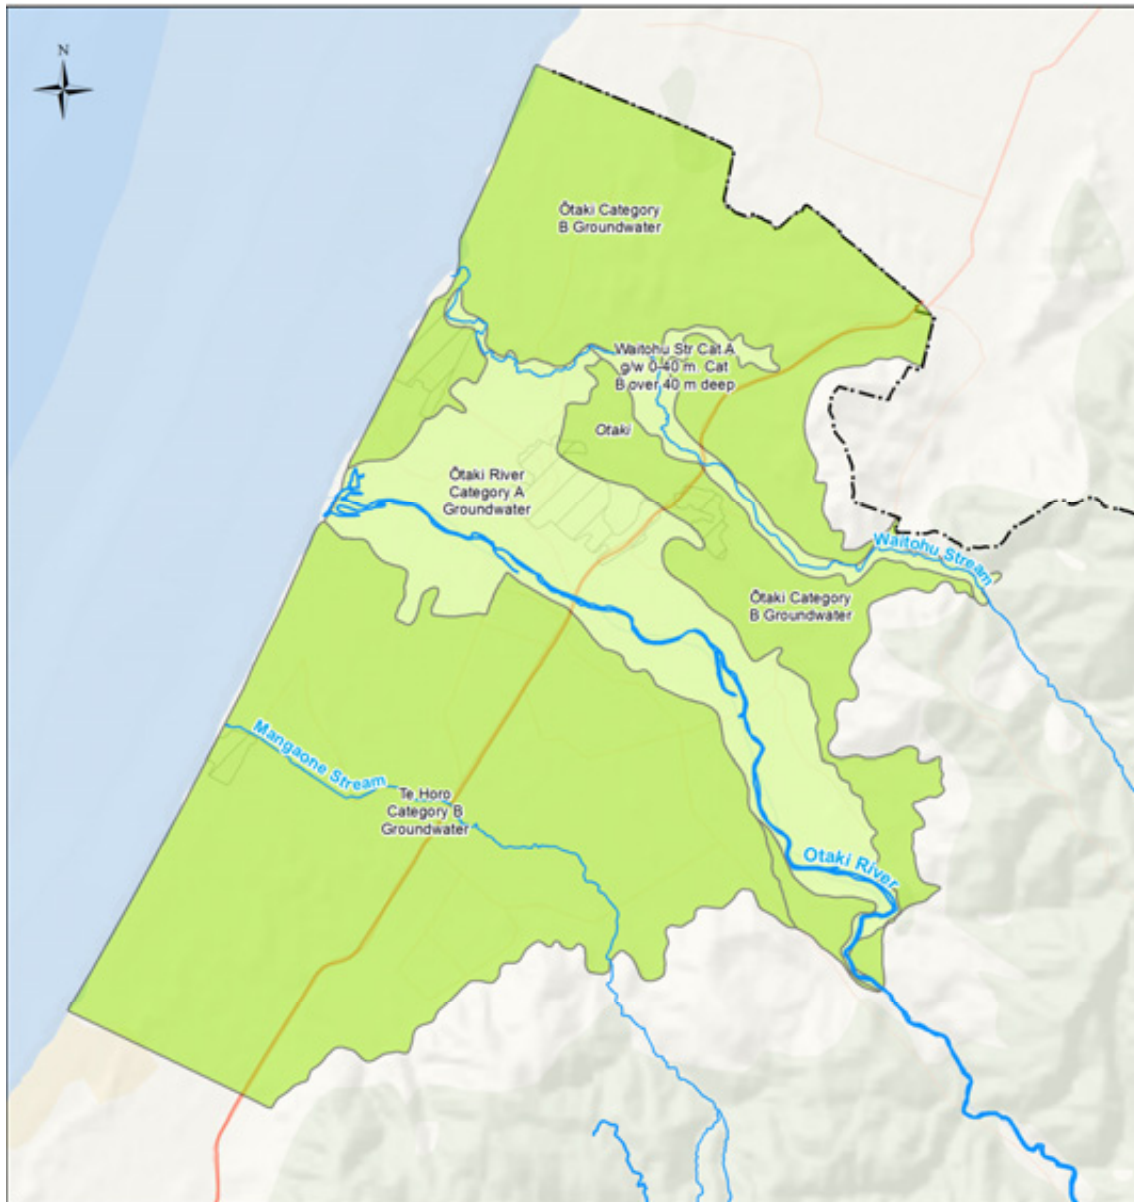 N
Ōtaki Category
B Groundwater
Waitohu Str Cat A
g/w 0-40 m. Cat
B over 40 m deep
Otaki
Ōtaki River
Category A
Groundwater
Waitohu Stream
Ōtaki Category
B Groundwater
Mangaone Stream
Te Horo
Category B
Groundwater
Otaki River